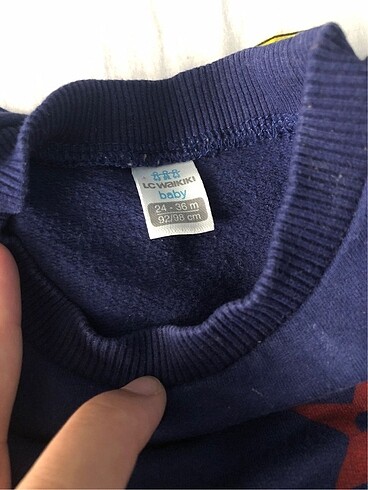 LC WAIKIKI
baby
24 - 36 m
92/98 cm